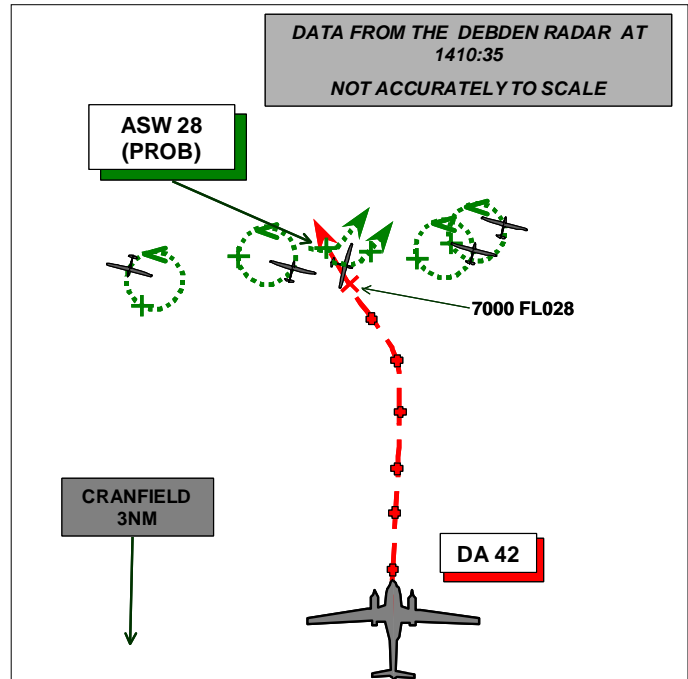 DATA FROM THE DEBDEN RADAR AT
1410:35
NOT ACCURATELY TO SCALE
ASW 28
(PROB)
7000 FL028
CRANFIELD
3NM
DA 42